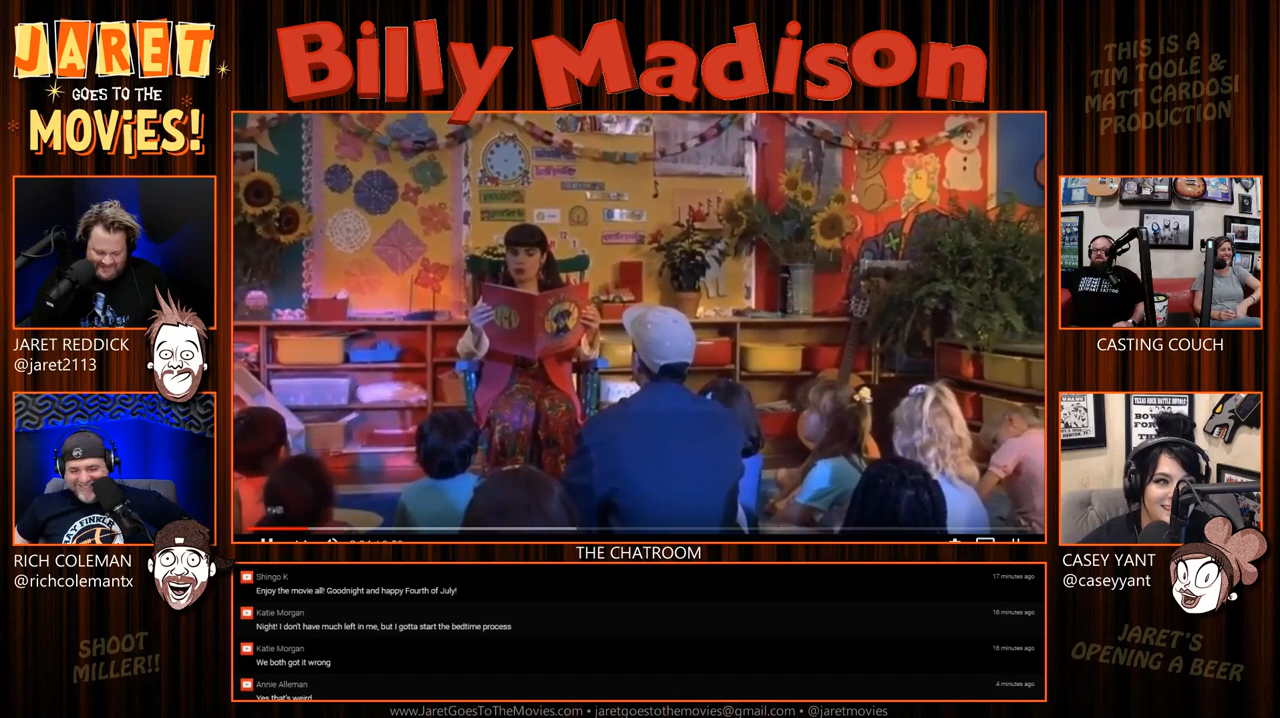 JARET
GOES TO THE
MOVIES!
Billy Madison
THIS IS A
TIM TOOLE &
MATT CARDOSI
PRODUCTION
JARET REDDICK
@jaret2113
CASTING COUCH
RICH COLEMAN
@richcolemantx
CASEY YANT
@caseyyant
THE CHATROOM
Shingo K
17 minutes ago
Enjoy the movie all! Goodnight and happy Fourth of July!
Katie Morgan
16 minutes ago
Night! I don't have much left in me, but I gotta start the bedtime process
Katie Morgan
16 minutes ago
We both got it wrong
Annie Alleman
4 minutes ago
Yes that's weird
SHOOT
MILLER!!
JARET'S
OPENING A BEER
www.JaretGoesToTheMovies.com • jaretgoestothemovies@gmail.com • @jaretmovies